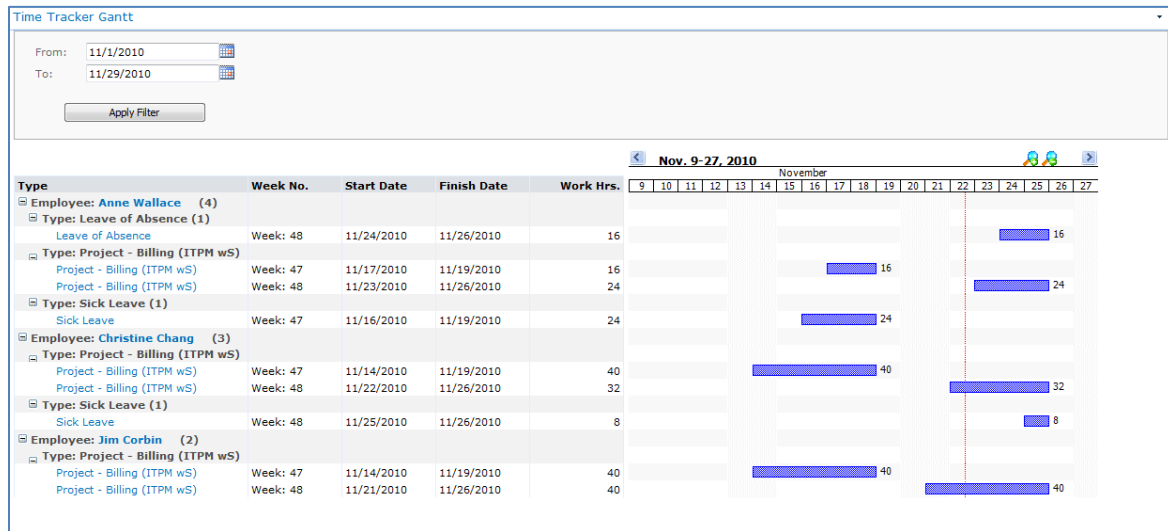 Time Tracker Gantt
From: 11/1/2010
To: 11/29/2010
Apply Filter
Nov. 9-27, 2010
November
Type Week No. Start Date Finish Date Work Hrs. 9 10 11 12 13 14 15 16 17 18 19 20 21 22 23 24 25 26 27
Employee: Anne Wallace (4)
Type: Leave of Absence (1)
Leave of Absence Week: 48 11/24/2010 11/26/2010 16 16
Type: Project - Billing (ITPM wS)
Project - Billing (ITPM wS) Week: 47 11/17/2010 11/19/2010 16 16
Project - Billing (ITPM wS) Week: 48 11/23/2010 11/26/2010 24 24
Type: Sick Leave (1)
Sick Leave Week: 47 11/16/2010 11/19/2010 24 24
Employee: Christine Chang (3)
Type: Project - Billing (ITPM wS)
Project - Billing (ITPM wS) Week: 47 11/14/2010 11/19/2010 40 40
Project - Billing (ITPM wS) Week: 48 11/22/2010 11/26/2010 32 32
Type: Sick Leave (1)
Sick Leave Week: 48 11/25/2010 11/26/2010 8 8
Employee: Jim Corbin (2)
Type: Project - Billing (ITPM wS)
Project - Billing (ITPM wS) Week: 47 11/14/2010 11/19/2010 40 40
Project - Billing (ITPM wS) Week: 48 11/21/2010 11/26/2010 40 40